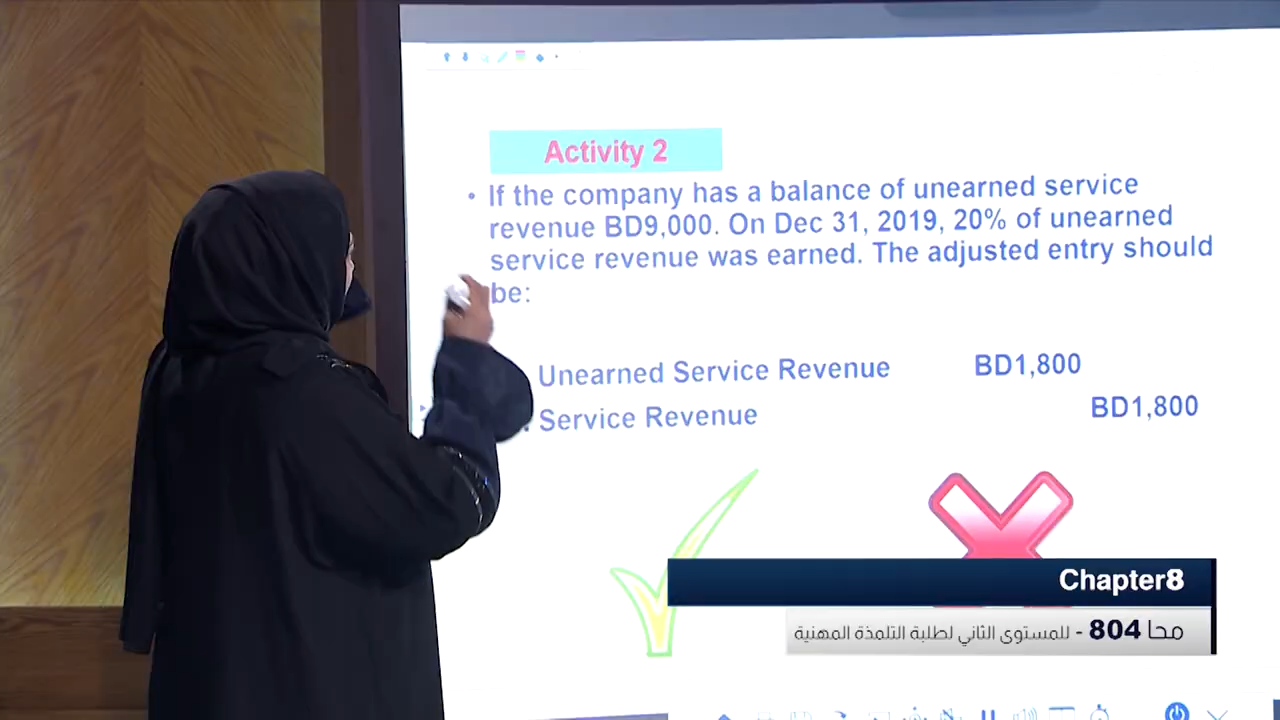 Activity 2
• If the company has a balance of unearned service
revenue BD9,000. On Dec 31, 2019, 20% of unearned
service revenue was earned. The adjusted entry should
be:
Unearned Service Revenue BD1,800
Service Revenue BD1,800
Chapter8
محا 804 - للمستوى الثاني لطلبة التلمذة المهنية